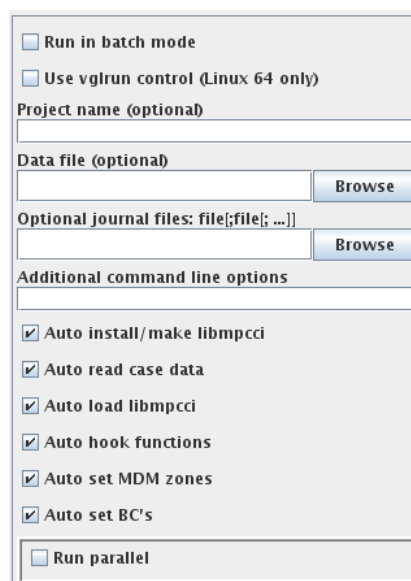 Run in batch mode
Use vglrun control (Linux 64 only)
Project name (optional)
Data file (optional)
Browse
Optional journal files: file[;file[; ...]]
Browse
Additional command line options
Auto install/make libmpcci
Auto read case data
Auto load libmpcci
Auto hook functions
Auto set MDM zones
Auto set BC's
Run parallel